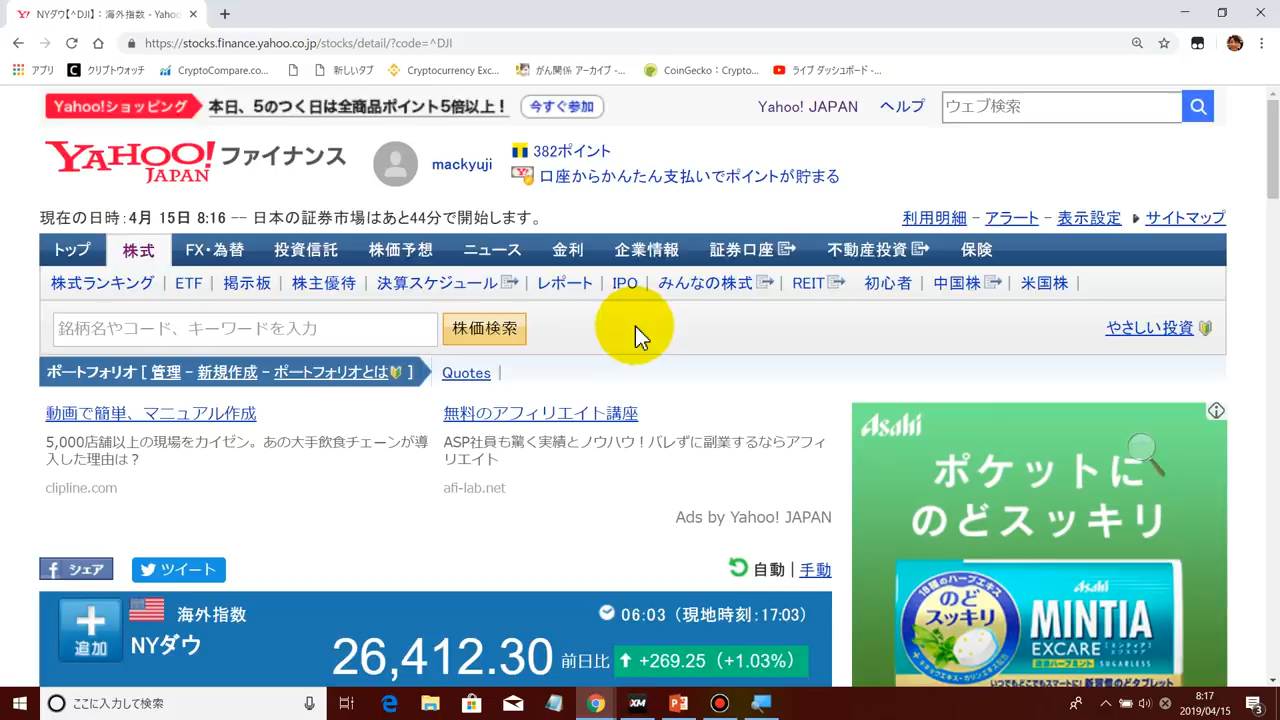 NYダウ【^DJI】：海外指数 - Yahoo
https://stocks.finance.yahoo.co.jp/stocks/detail/?code=^DJI
アプリ クリプトウォッチ CryptoCompare.co... 新しいタブ Cryptocurrency Exc... がん関係 アーカイブ -... CoinGecko：Crypto... ライブ ダッシュボード -...
Yahoo!ショッピング 本日、5のつく日は全商品ポイント5倍以上！ 今すぐ参加 Yahoo! JAPAN ヘルプ ウェブ検索
YAHOO! JAPAN ファイナンス mackyuji 382ポイント
口座からかんたん支払いでポイントが貯まる
現在の日時：4月 15日 8:16 -- 日本の証券市場はあと44分で開始します。 利用明細 - アラート - 表示設定 サイトマップ
トップ 株式 FX・為替 投資信託 株価予想 ニュース 金利 企業情報 証券口座 不動産投資 保険
株式ランキング | ETF | 掲示板 | 株主優待 | 決算スケジュール | レポート | IPO | みんなの株式 | REIT | 初心者 | 中国株 | 米国株 |
銘柄名やコード、キーワードを入力 株価検索 やさしい投資
ポートフォリオ [ 管理 - 新規作成 - ポートフォリオとは ] Quotes |
動画で簡単、マニュアル作成
5,000店舗以上の現場をカイゼン。あの大手飲食チェーンが導
入した理由は？
clipline.com
無料のアフィリエイト講座
ASP社員も驚く実績とノウハウ！バレずに副業するならアフィ
リエイト
afi-lab.net
Ads by Yahoo! JAPAN
Asahi
ポケットに
のどスッキリ
シェア ツイート 自動 | 手動
追加 海外指数 06:03（現地時刻：17:03）
NYダウ 26,412.30 前日比 +269.25（+1.03%）
のど
スッキリ
Asahi
MINTIA
EXCARE
SUGARLESS
ここに入力して検索
8:17
2019/04/15
3